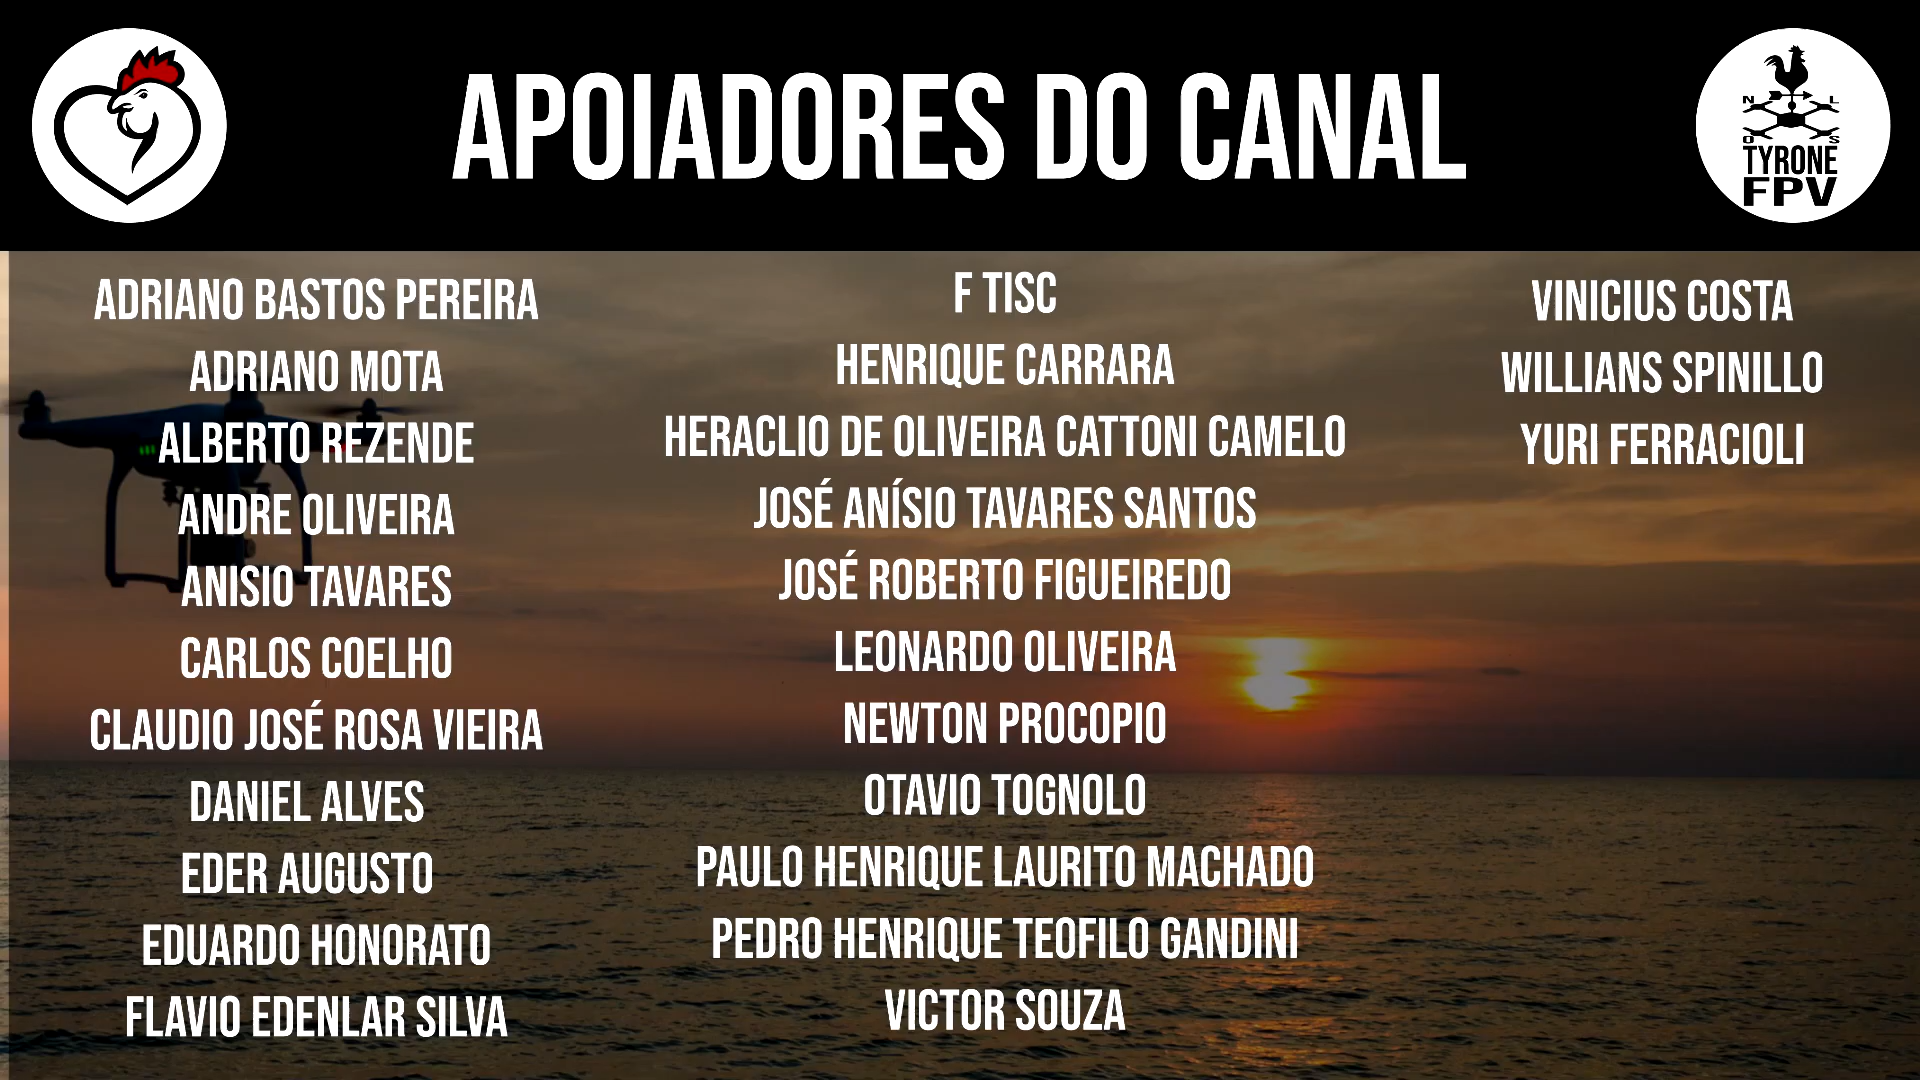 APOIADORES DO CANAL
N L
O S
TYRONE
FPV
ADRIANO BASTOS PEREIRA
ADRIANO MOTA
ALBERTO REZENDE
ANDRE OLIVEIRA
ANISIO TAVARES
CARLOS COELHO
CLAUDIO JOSÉ ROSA VIEIRA
DANIEL ALVES
EDER AUGUSTO
EDUARDO HONORATO
FLAVIO EDENLAR SILVA
F TISC
HENRIQUE CARRARA
HERACLIO DE OLIVEIRA CATTONI CAMELO
JOSÉ ANÍSIO TAVARES SANTOS
JOSÉ ROBERTO FIGUEIREDO
LEONARDO OLIVEIRA
NEWTON PROCOPIO
OTAVIO TOGNOLO
PAULO HENRIQUE LAURITO MACHADO
PEDRO HENRIQUE TEOFILO GANDINI
VICTOR SOUZA
VINICIUS COSTA
WILLIANS SPINILLO
YURI FERRACIOLI